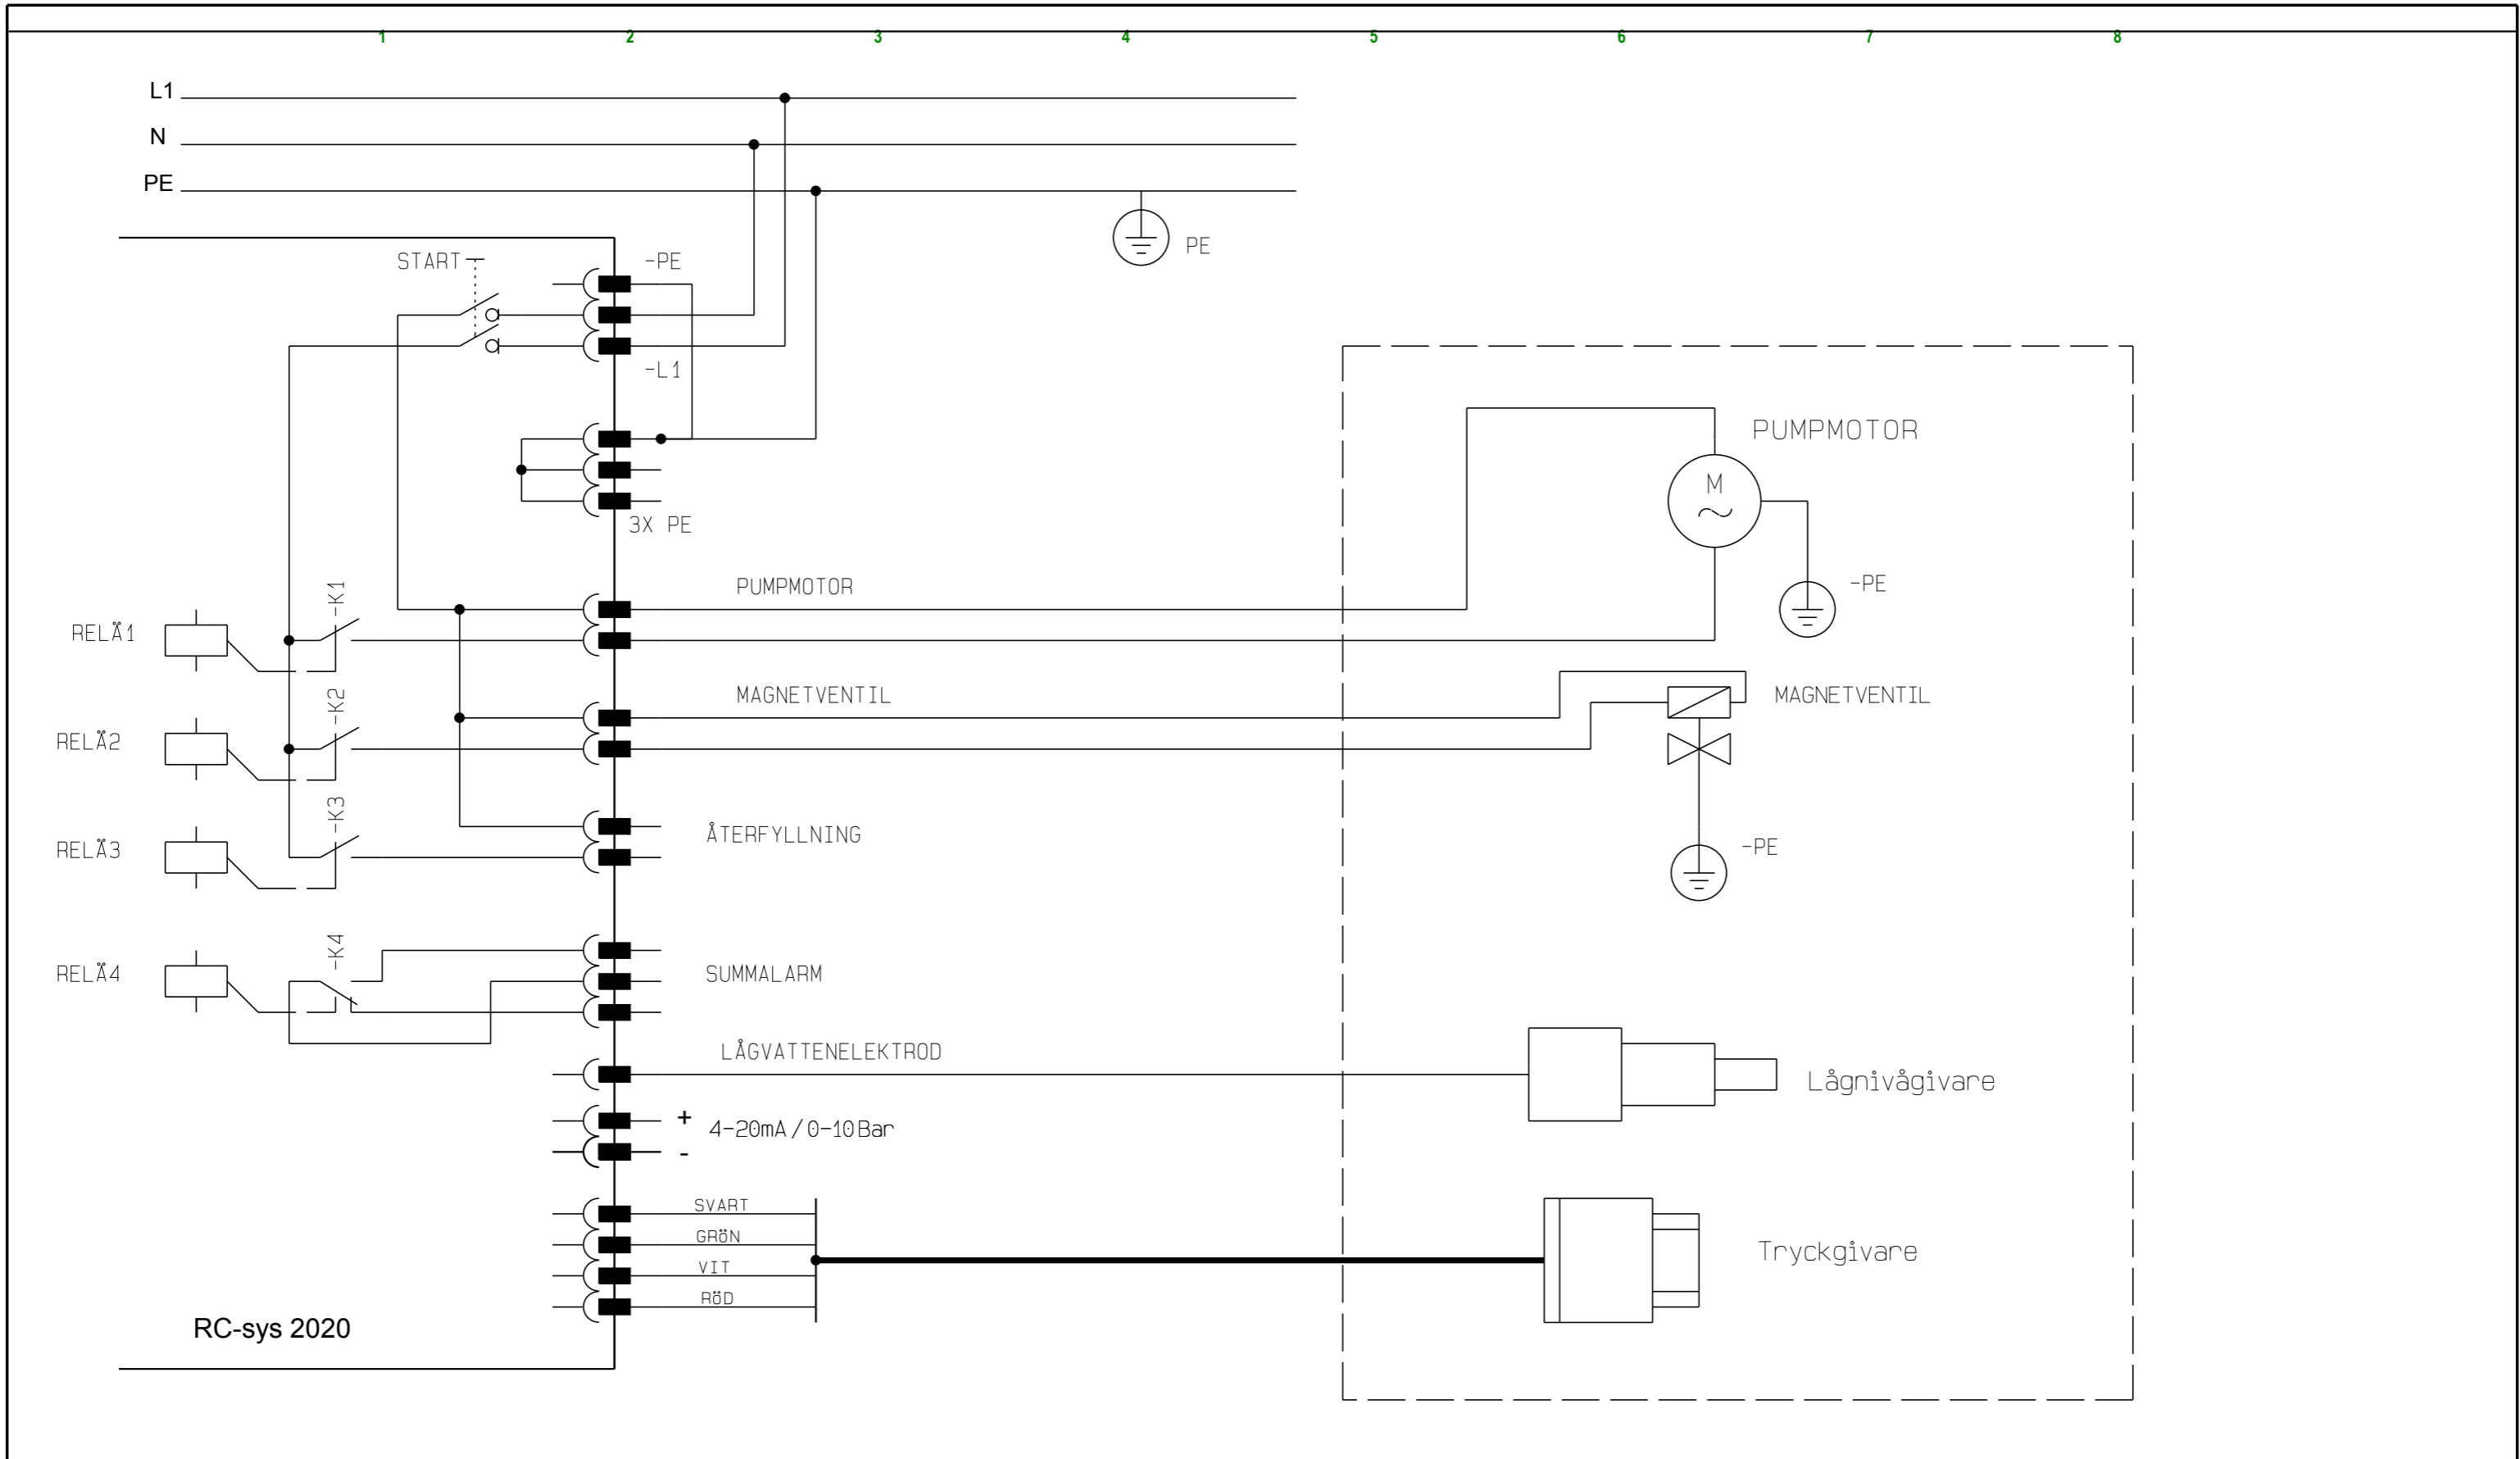 1 2 3 4 5 6 7 8
L1
N
PE
PE
START
-PE
-L1
3X PE
PUMPMOTOR
M
-PE
PUMPMOTOR
-K1
RELÄ1
MAGNETVENTIL
MAGNETVENTIL
-K2
RELÄ2
-K3
ÅTERFYLLNING
RELÄ3
-PE
-K4
RELÄ4
SUMMALARM
LÅGVATTENELEKTROD
Lågnivågivare
+
4-20mA/0-10Bar
-
SVART
GRÖN
VIT
RÖD
Tryckgivare
RC-sys 2020